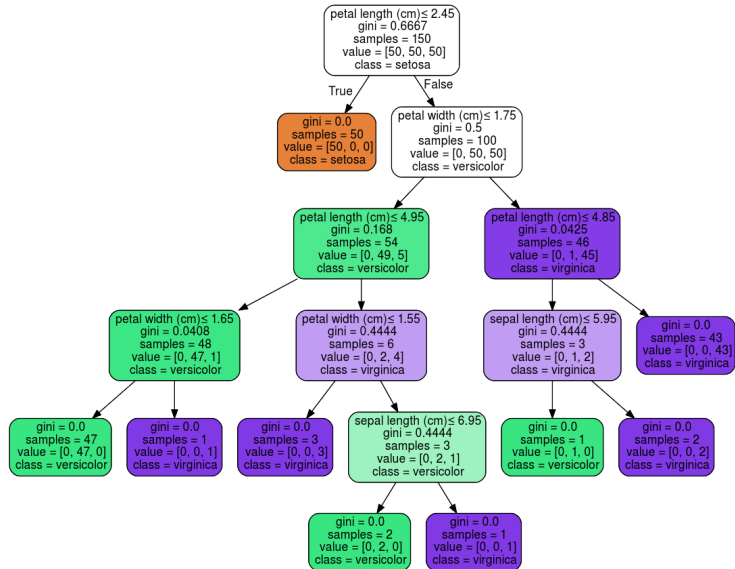 petal length (cm)≤ 2.45
gini = 0.6667
samples = 150
value = [50, 50, 50]
class = setosa
True
False
gini = 0.0
samples = 50
value = [50, 0, 0]
class = setosa
petal width (cm)≤ 1.75
gini = 0.5
samples = 100
value = [0, 50, 50]
class = versicolor
petal length (cm)≤ 4.95
gini = 0.168
samples = 54
value = [0, 49, 5]
class = versicolor
petal length (cm)≤ 4.85
gini = 0.0425
samples = 46
value = [0, 1, 45]
class = virginica
petal width (cm)≤ 1.65
gini = 0.0408
samples = 48
value = [0, 47, 1]
class = versicolor
petal width (cm)≤ 1.55
gini = 0.4444
samples = 6
value = [0, 2, 4]
class = virginica
sepal length (cm)≤ 5.95
gini = 0.4444
samples = 3
value = [0, 1, 2]
class = virginica
gini = 0.0
samples = 43
value = [0, 0, 43]
class = virginica
gini = 0.0
samples = 47
value = [0, 47, 0]
class = versicolor
gini = 0.0
samples = 1
value = [0, 0, 1]
class = virginica
gini = 0.0
samples = 3
value = [0, 0, 3]
class = virginica
sepal length (cm)≤ 6.95
gini = 0.4444
samples = 3
value = [0, 2, 1]
class = versicolor
gini = 0.0
samples = 1
value = [0, 1, 0]
class = versicolor
gini = 0.0
samples = 2
value = [0, 0, 2]
class = virginica
gini = 0.0
samples = 2
value = [0, 2, 0]
class = versicolor
gini = 0.0
samples = 1
value = [0, 0, 1]
class = virginica